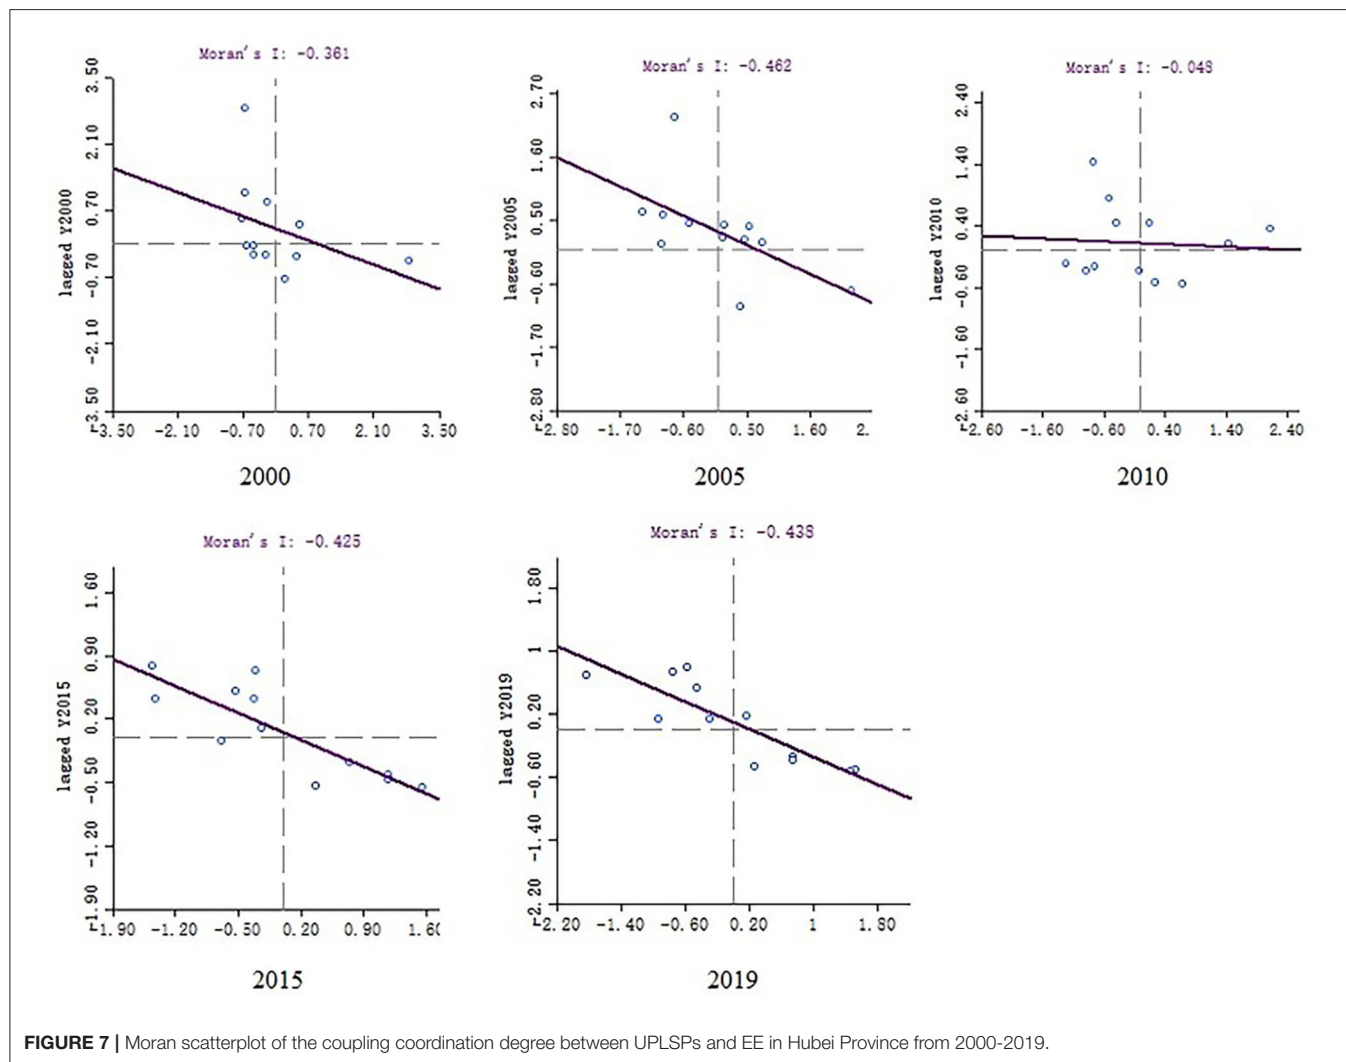 Moran's I: -0.361
3.50
2.10
0.70
-0.70
-2.10
-3.50
lagged Y2000
-3.50 -2.10 -0.70 0.70 2.10 3.50
2000
Moran's I: -0.462
2.70
1.60
0.50
-0.60
-1.70
-2.80
lagged Y2005
-2.80 -1.70 -0.60 0.50 1.60 2.
2005
Moran's I: -0.048
2.40
1.40
0.40
-0.60
-1.60
-2.60
lagged Y2010
-2.60 -1.60 -0.60 0.40 1.40 2.40
2010
Moran's I: -0.425
1.60
0.90
0.20
-0.50
-1.20
-1.90
lagged Y2015
-1.90 -1.20 -0.50 0.20 0.90 1.60
2015
Moran's I: -0.438
1.80
1
0.20
-0.60
-1.40
-2.20
lagged Y2019
-2.20 -1.40 -0.60 0.20 1 1.80
2019
FIGURE 7 | Moran scatterplot of the coupling coordination degree between UPLSPs and EE in Hubei Province from 2000-2019.